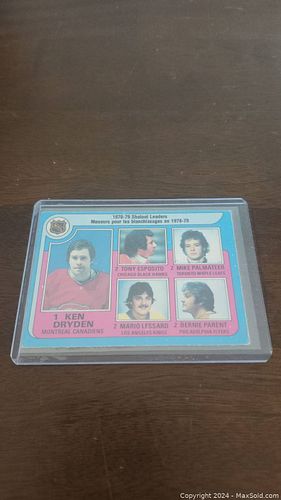 1978-79 Shutout Leaders
Meneurs pour les blanchissages en 1978-79
NHL
2 TONY ESPOSITO
CHICAGO BLACK HAWKS
2 MIKE PALMATEER
TORONTO MAPLE LEAFS
1 KEN
DRYDEN
MONTREAL CANADIENS
2 MARIO LESSARD
LOS ANGELES KINGS
2 BERNIE PARENT
PHILADELPHIA FLYERS
Copyright 2024 - MaxSold.com